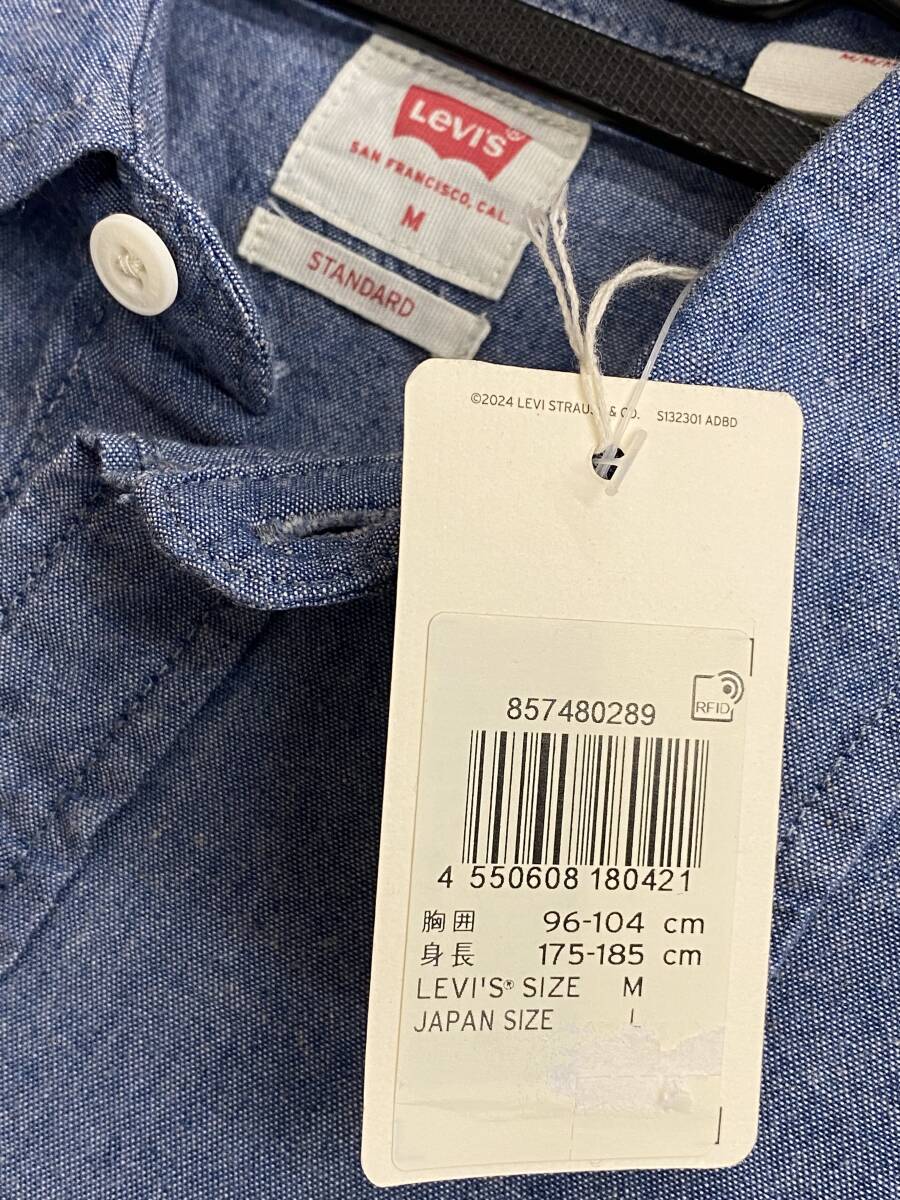 LEVI'S®
SAN FRANCISCO, CAL.
M
STANDARD
©2024 LEVI STRAUSS & CO. S132301 ADBD
RFID
857480289
4 550608 180421
胸囲 96-104 cm
身長 175-185 cm
LEVI'S® SIZE M
JAPAN SIZE L